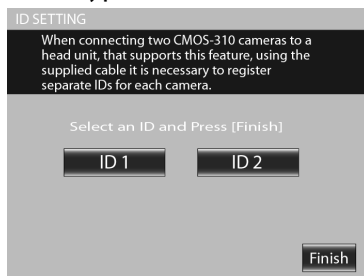 ID SETTING
When connecting two CMOS-310 cameras to a
head unit, that supports this feature, using the
supplied cable it is necessary to register
separate IDs for each camera.
Select an ID and Press [Finish]
ID 1 ID 2
Finish